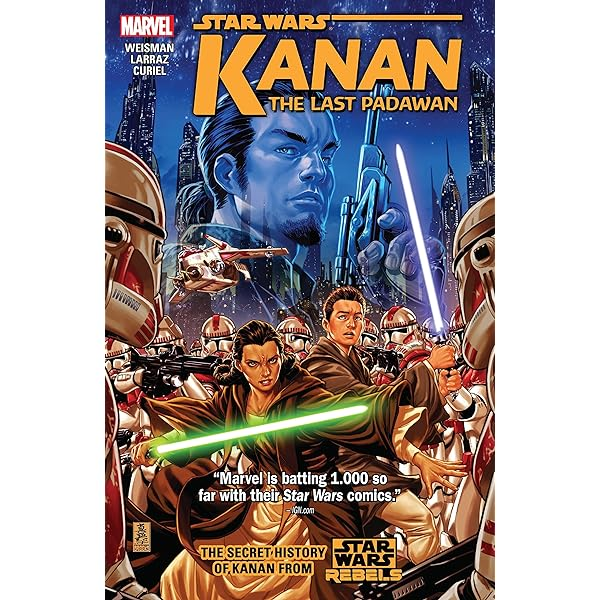 MARVEL
WEISMAN
LARRAZ
CURIEL
STAR WARS
KANAN
THE LAST PADAWAN
“Marvel is batting 1.000 so
far with their Star Wars comics.”
– IGN.com
THE SECRET HISTORY
OF KANAN FROM
STAR
WARS
REBELS